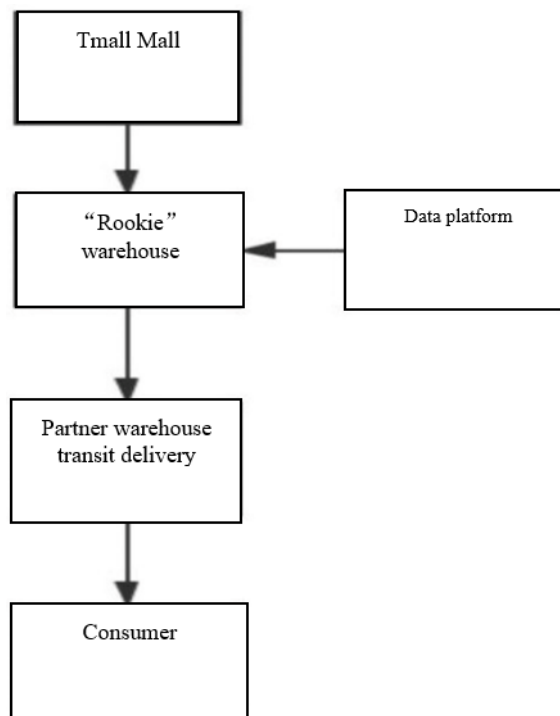 Tmall Mall
“Rookie”
warehouse
Data platform
Partner warehouse
transit delivery
Consumer